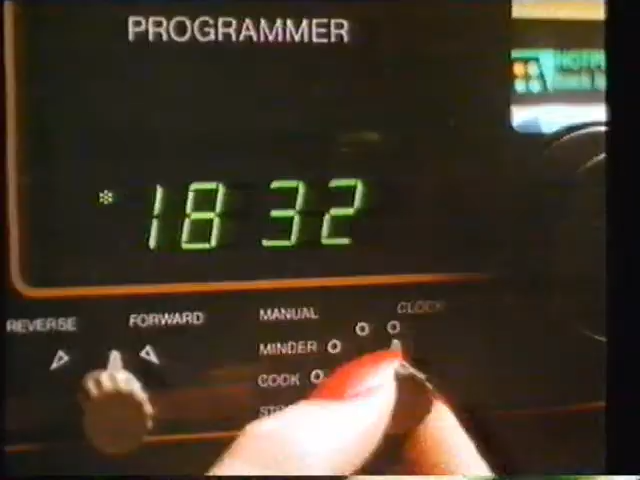 PROGRAMMER
* 18 32
REVERSE
FORWARD
MANUAL
CLOCK
MINDER
COOK